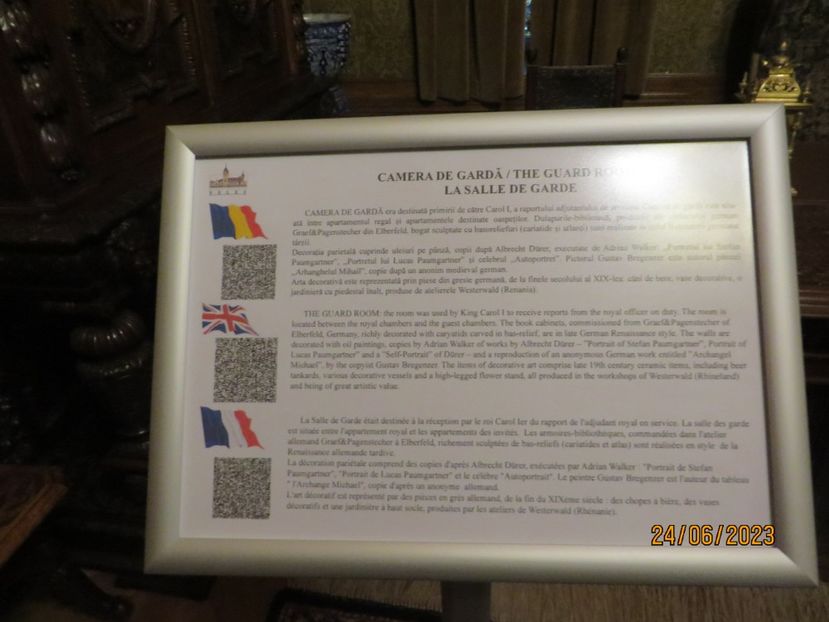 CAMERA DE GARDĂ / THE GUARD ROOM
LA SALLE DE GARDE
PELEȘ
CAMERA DE GARDĂ era destinată primirii de către Carol I, a raportului adjutantului de
ată între apartamentul regal și apartamentele destinate oaspeților. Dulapurile-bibliotecă,
Graef&Pagenstecher din Elberfeld, bogat sculptate cu basoreliefuri (cariatide și atlanți) sunt realizate
târzii.
Decorația parietală cuprinde uleiuri pe pânză, copii după Albrecht Dürer, executate de Adrian Walker: „Portretul lui Stefan
Paumgartner”, „Portretul lui Lucas Paumgartner” și celebrul „Autoportret”. Pictorul Gustav Bregenzer este autorul pânzei
„Arhanghelul Mihail”, copie după un anonim medieval german.
Arta decorativă este reprezentată prin piese din gresie germană, de la finele secolului al XIX-lea: căni de bere, vase decorative, o
jardinieră cu piedestal înalt, produse de atelierele Westerwald (Renania).
THE GUARD ROOM: the room was used by King Carol I to receive reports from the royal officer on duty. The room is
located between the royal chambers and the guest chambers. The book cabinets, commissioned from Graef&Pagenstecher of
Elberfeld, Germany, richly decorated with caryatids carved in bas-relief, are in late German Renaissance style. The walls are
decorated with oil paintings, copies by Adrian Walker of works by Albrecht Dürer – "Portrait of Stefan Paumgartner", Portrait of
Lucas Paumgartner" and a "Self-Portrait" of Dürer – and a reproduction of an anonymous German work entitled "Archangel
Michael", by the copyist Gustav Bregenzer The items of decorative art comprise late 19th century ceramic items, including beer
tankards, various decorative vessels and a high-legged flower stand, all produced in the workshops of Westerwald (Rhineland)
and being of great artistic value.
La Salle de Garde était destinée à la réception par le roi Carol Ier du rapport de l'adjudant royal en service. La salle des garde
est située entre l'appartement royal et les appartements des invités. Les armoires-bibliothèques, commandées dans l'atelier
allemand Graef&Pagenstecher à Elberfeld, richement sculptées de bas-reliefs (cariatides et atlas) sont réalisées en style de la
Renaissance allemande tardive.
La décoration pariétale comprend des copies d'après Albrecht Dürer, exécutées par Adrian Walker : "Portrait de Stefan
Paumgartner", "Portrait de Lucas Paumgartner" et le célèbre "Autoportrait". Le peintre Gustav Bregenzer est l'auteur du tableau
" l'Archange Michael", copie d'après un anonyme allemand.
L'art décoratif est représenté par des pièces en grès allemand, de la fin du XIXeme siècle : des chopes à bière, des vases
décoratifs et une jardinière à haut socle, produites par les ateliers de Westerwald (Rhénanie).
24/06/2023